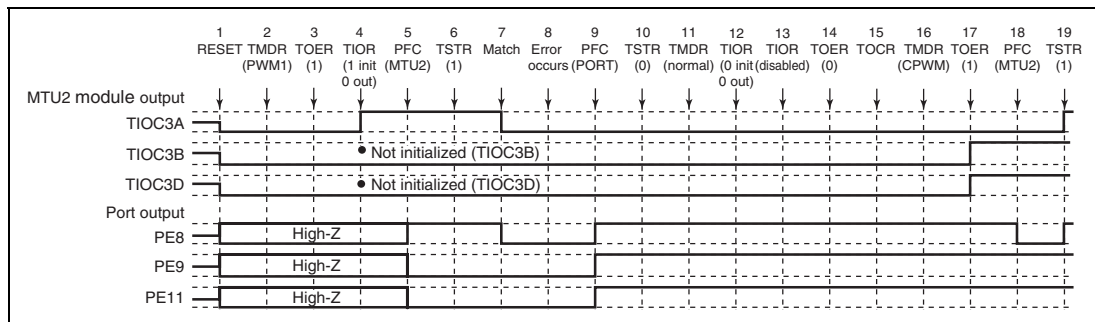 1 2 3 4 5 6 7 8 9 10 11 12 13 14 15 16 17 18 19
RESET TMDR TOER TIOR PFC TSTR Match Error PFC TSTR TMDR TIOR TIOR TOER TOCR TMDR TOER PFC TSTR
(PWM1) (1) (1 init (MTU2) (1) occurs (PORT) (0) (normal) (0 init (disabled) (0) (CPWM) (1) (MTU2) (1)
0 out) 0 out)
MTU2 module output
TIOC3A
TIOC3B • Not initialized (TIOC3B)
TIOC3D • Not initialized (TIOC3D)
Port output
PE8 High-Z
PE9 High-Z
PE11 High-Z